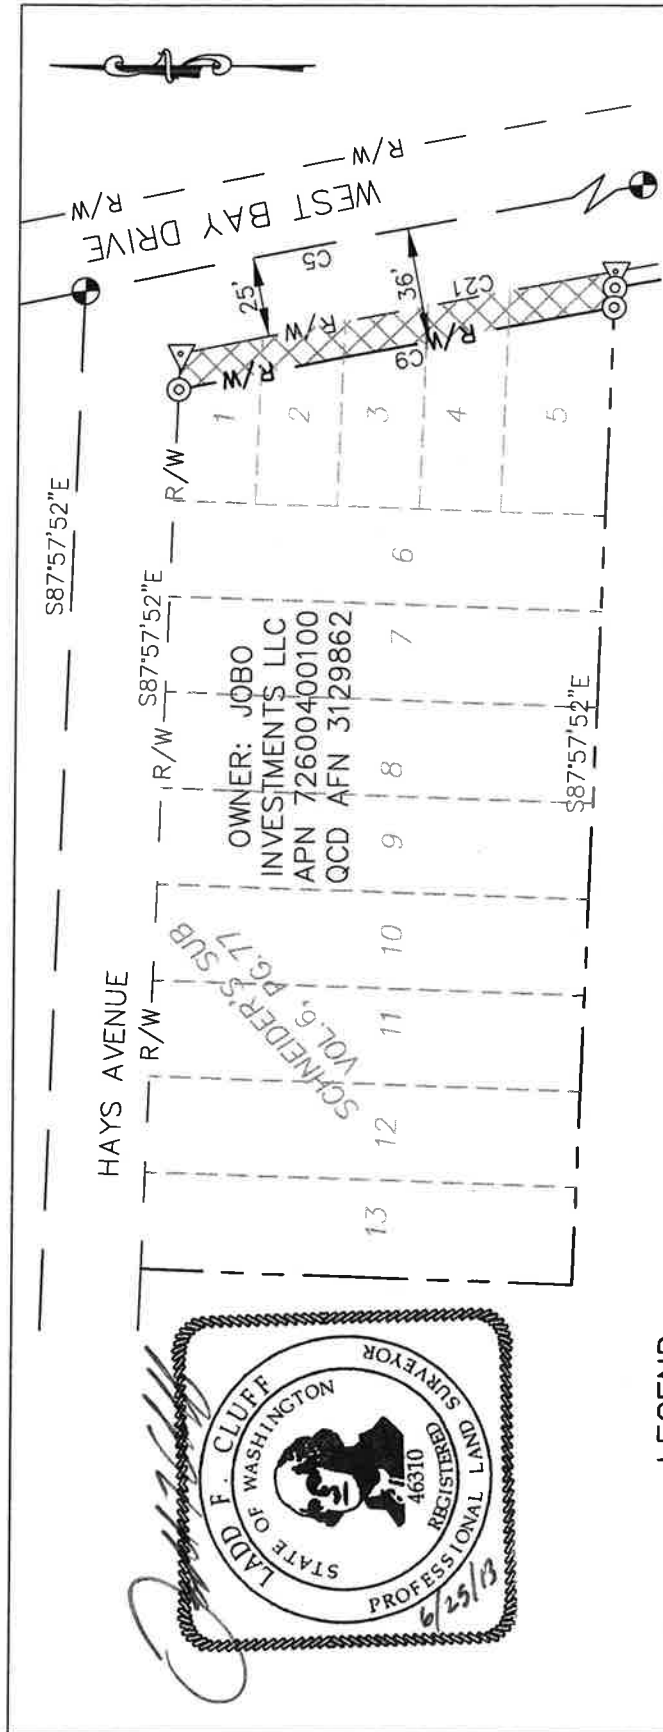 S87°57'52"E
HAYS AVENUE
WEST BAY DRIVE
R/W
R/W
R/W
R/W
R/W
S87°57'52"E
R/W
R/W
R/W
R/W
25'
36'
C5
C21
C9
OWNER: JOBO
INVESTMENTS LLC
APN 72600400100
QCD AFN 3129862
SCHNEIDER'S SUB
VOL.6, PG.77
13
12
11
10
9
8
7
6
1
2
3
4
5
S87°57'52"E
LADD F. CLUFF
STATE OF WASHINGTON
46310
REGISTERED
PROFESSIONAL LAND SURVEYOR
6/25/13
LEGEND